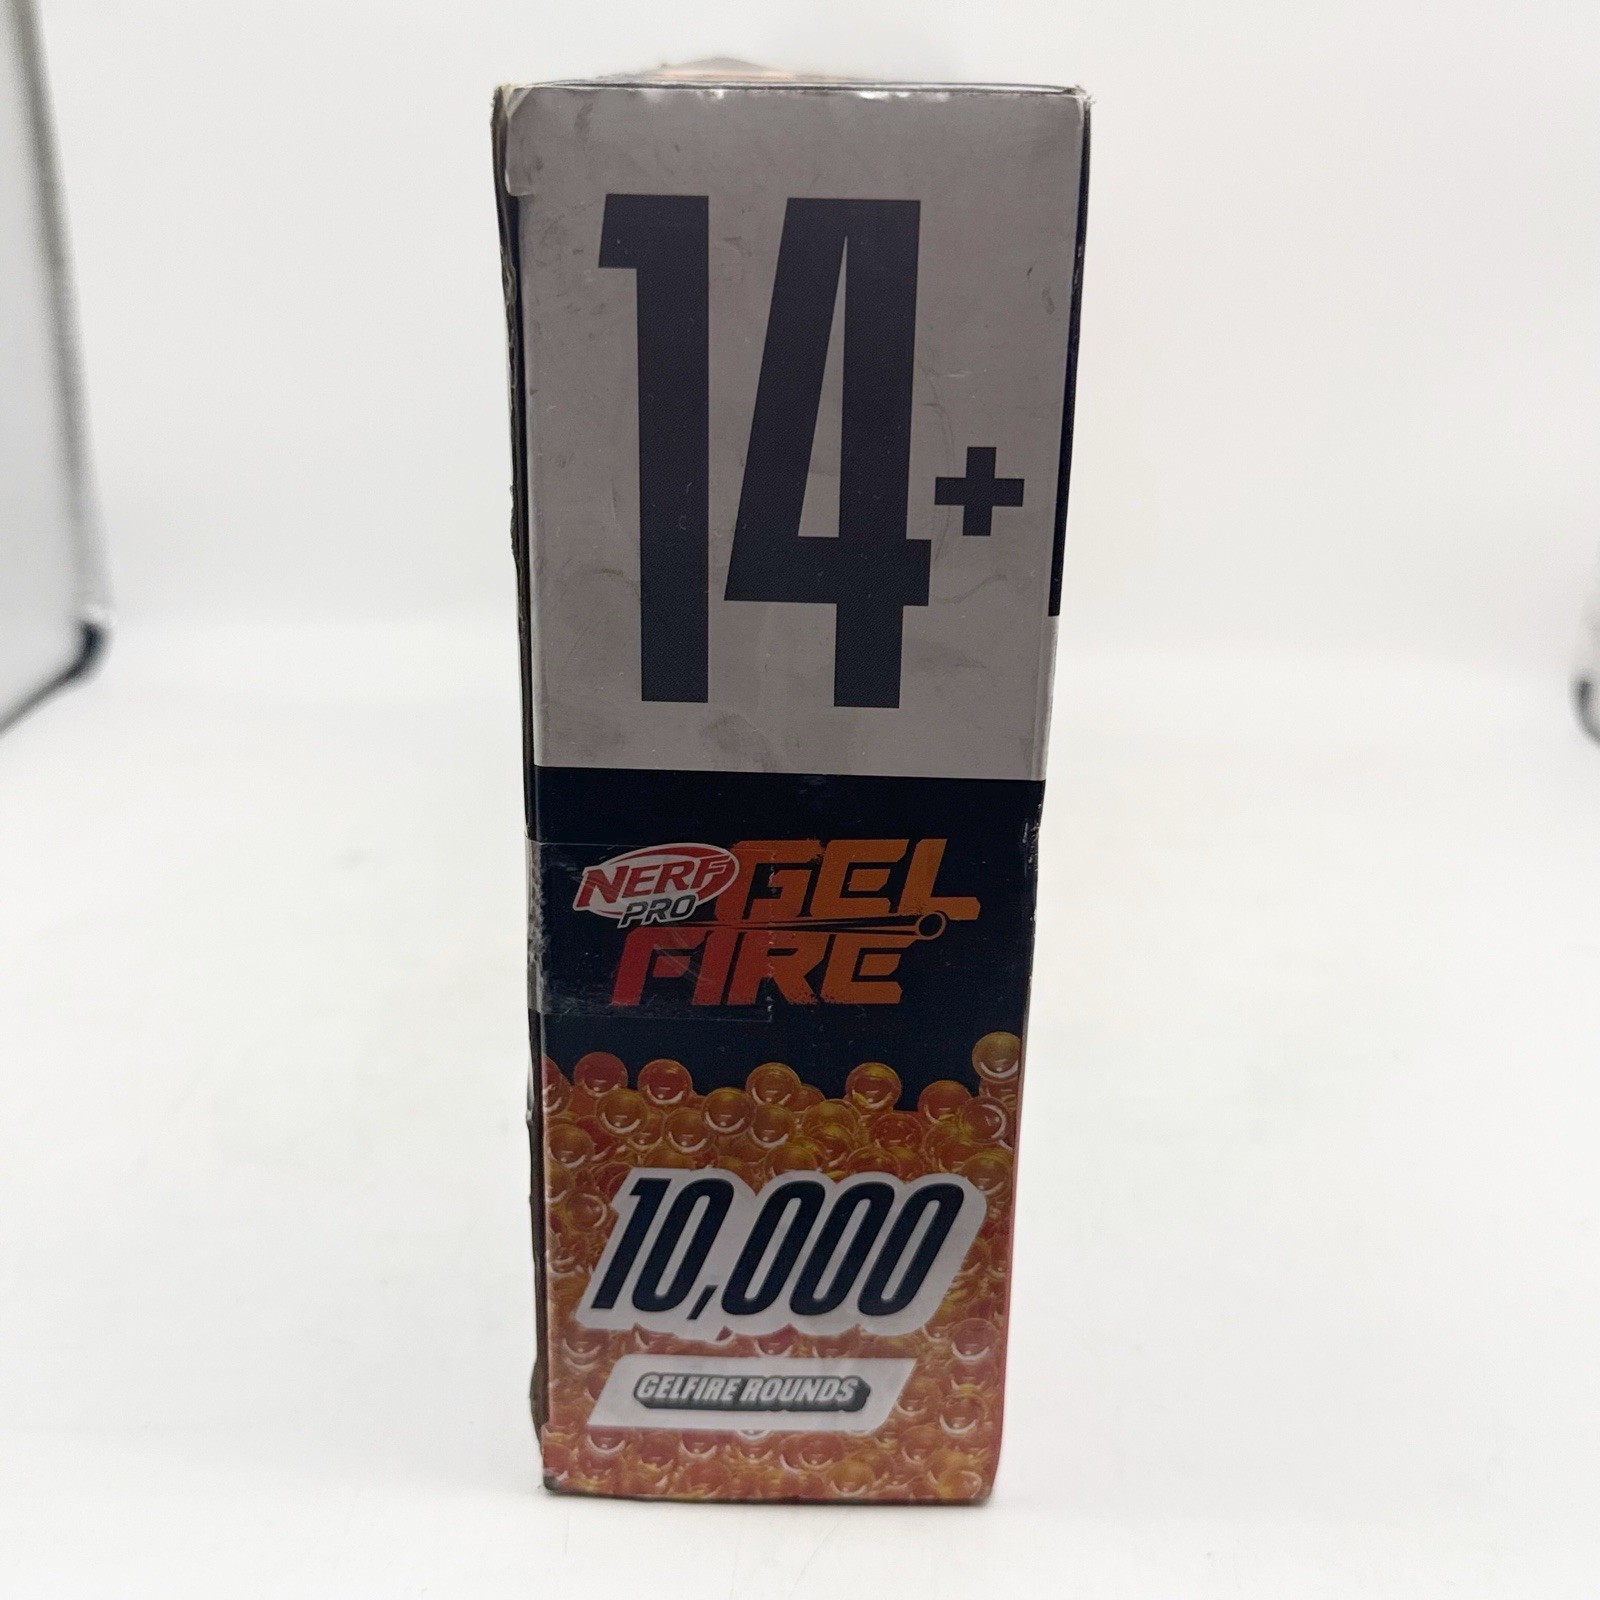 14+
NERF
PRO
GEL
FIRE
10,000
GELFIRE ROUNDS